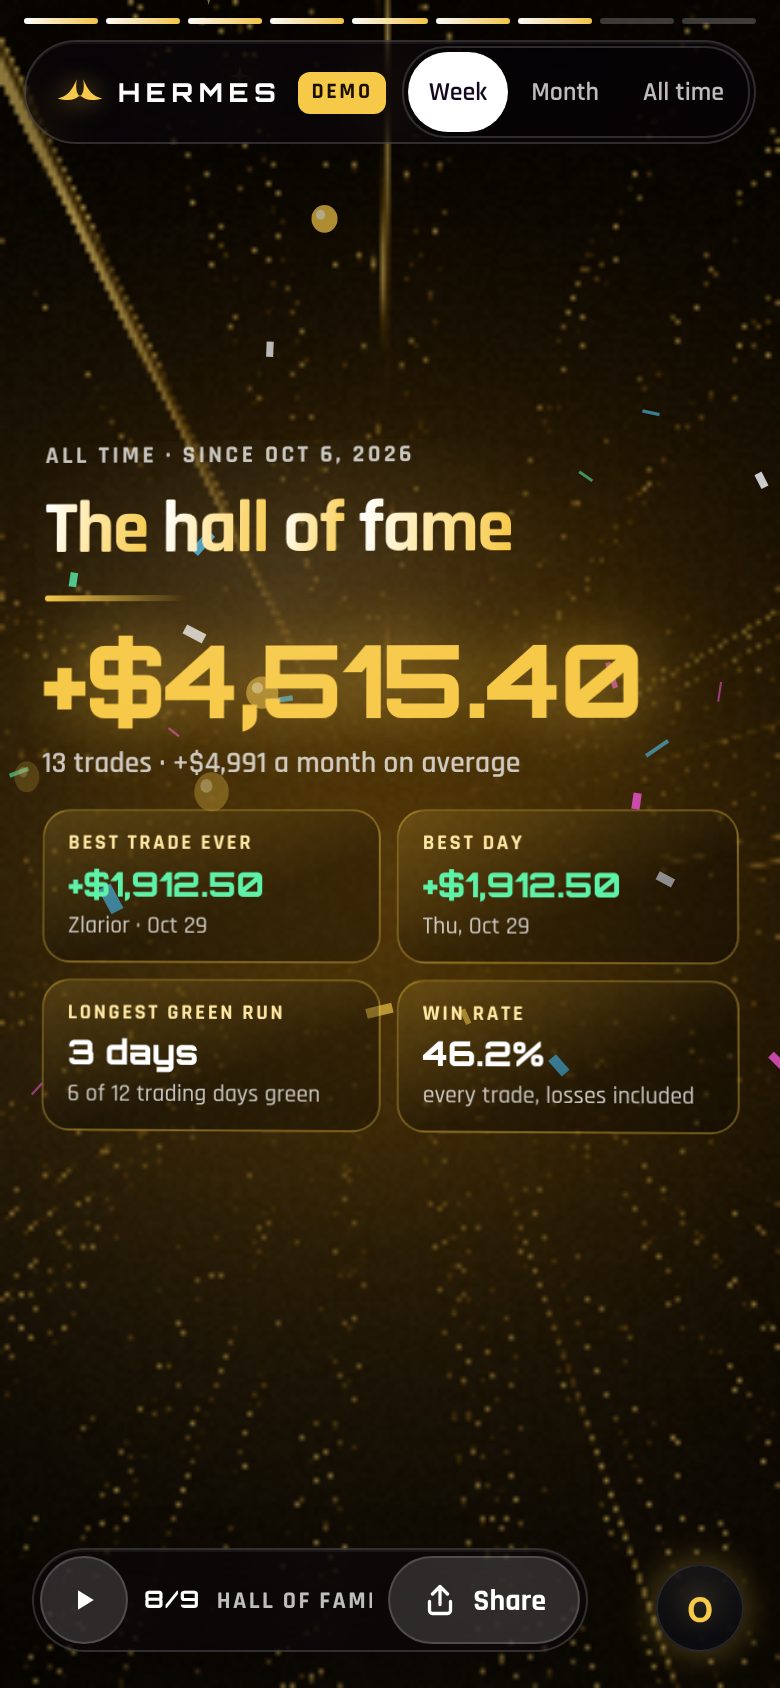 HERMES
DEMO
Week
Month
All time
ALL TIME · SINCE OCT 6, 2026
The hall of fame
+$4,515.40
13 trades · +$4,991 a month on average
BEST TRADE EVER
+$1,912.50
Zlarior · Oct 29
BEST DAY
+$1,912.50
Thu, Oct 29
LONGEST GREEN RUN
3 days
6 of 12 trading days green
WIN RATE
46.2%
every trade, losses included
8/9
HALL OF FAM
Share
O